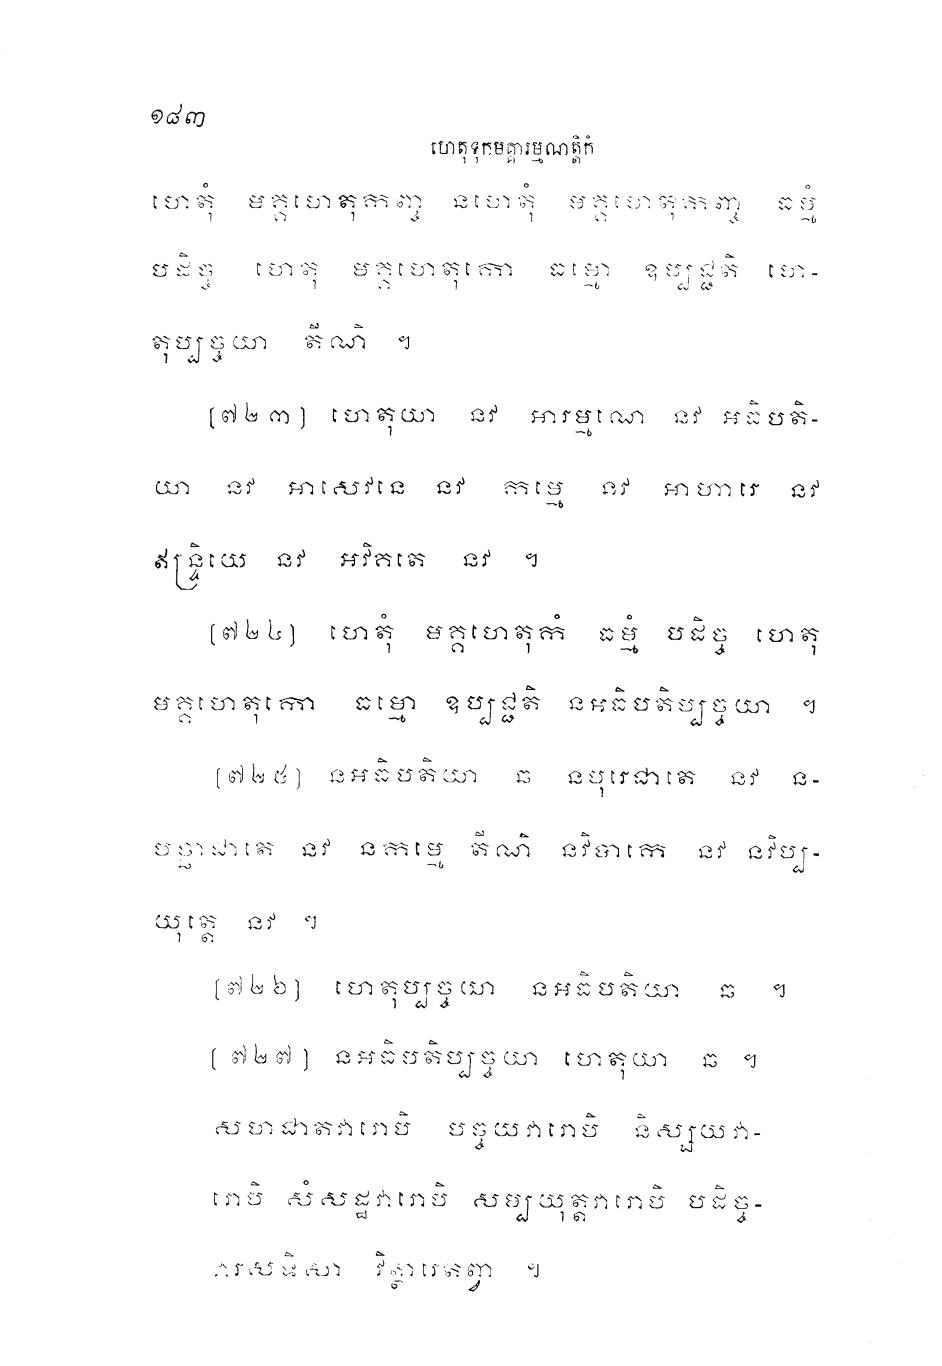 ១៨៣
ហេតុទុកមគ្គារម្មណត្តិកំ
ហេតុំ មគ្គហេតុកញ្ច នហេតុំ មគ្គហេតុកញ្ច ធម្មំ
បដិច្ច ហេតុ មគ្គហេតុកោ ធម្មោ ឧប្បជ្ជតិ ហេ-
តុប្បច្ចយា តីណិ ។
[៧២៣] ហេតុយា នវ អារម្មណេ នវ អធិបតិ-
យា នវ អាសេវនេ នវ កម្មេ នវ អាហារេ នវ
ឥន្ទ្រិយេ នវ អវិគតេ នវ ។
[៧២៤] ហេតុំ មគ្គហេតុកំ ធម្មំ បដិច្ច ហេតុ
មគ្គហេតុកោ ធម្មោ ឧប្បជ្ជតិ នអធិបតិប្បច្ចយា ។
[៧២៥] នអធិបតិយា ឆ នបុរេជាតេ នវ ន-
បច្ឆាជាតេ នវ នកម្មេ តីណិ នវិបាកេ នវ នវិប្ប-
យុត្តេ នវ ។
[៧២៦] ហេតុប្បច្ចយា នអធិបតិយា ឆ ។
[៧២៧] នអធិបតិប្បច្ចយា ហេតុយា ឆ ។
សហជាតវារោបិ បច្ចយវារោបិ និស្សយវា-
រោបិ សំសដ្ឋវារោបិ សម្បយុត្តវារោបិ បដិច្ច-
វារសទិសា វិត្ថារេតព្វា ។